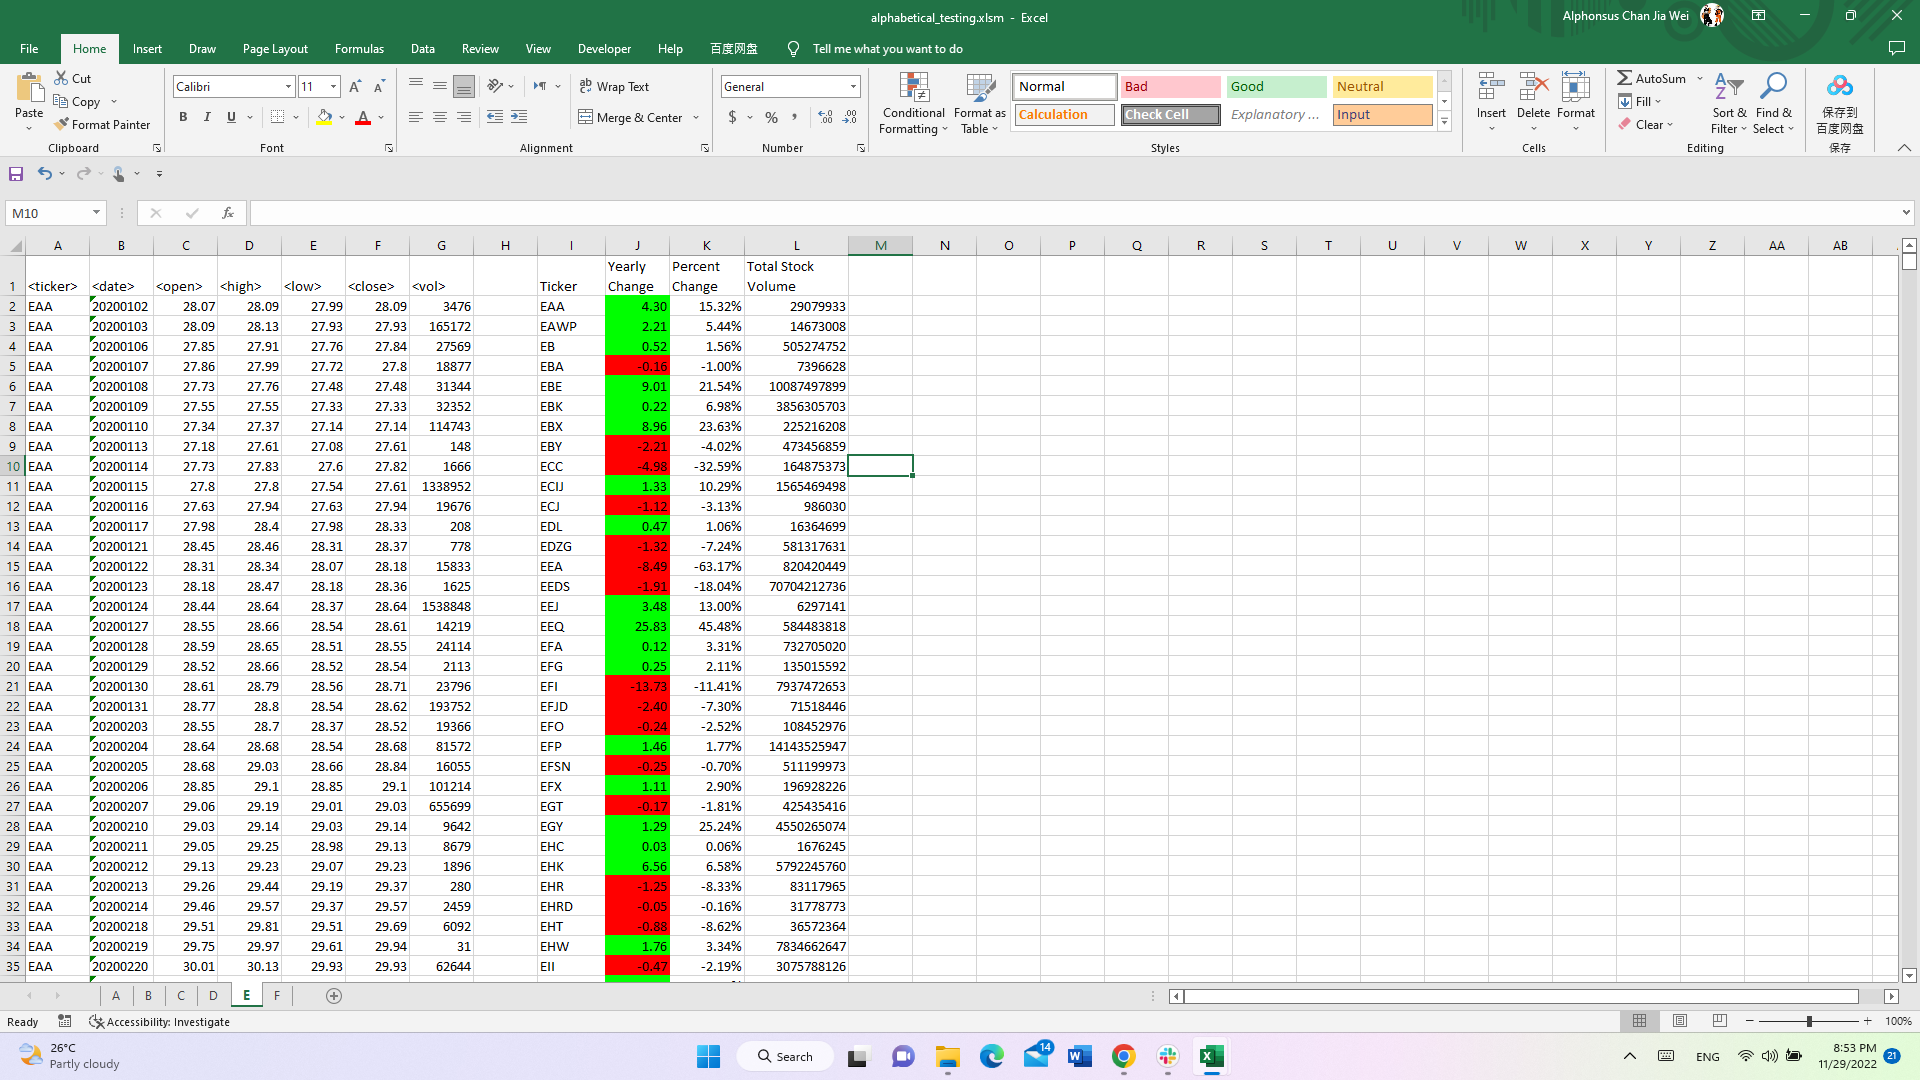 alphabetical_testing.xlsm - Excel
Alphonsus Chan Jia Wei
File Home Insert Draw Page Layout Formulas Data Review View Developer Help 百度网盘 Tell me what you want to do
Paste Cut Copy Format Painter
Clipboard
Calibri 11
B I U A
Font
Wrap Text
Merge & Center
Alignment
General
$ % ,
Number
Conditional Formatting
Format as Table
Normal Bad Good Neutral
Calculation Check Cell Explanatory ... Input
Styles
Insert Delete Format
Cells
AutoSum
Fill
Clear
Sort & Filter
Find & Select
Editing
保存到
百度网盘
保存
M10 fx
A B C D E F G H I J K L M N O P Q R S T U V W X Y Z AA AB
Yearly Percent Total Stock
1 <ticker> <date> <open> <high> <low> <close> <vol> Ticker Change Change Volume
2 EAA 20200102 28.07 28.09 27.99 28.09 3476 EAA 4.30 15.32% 29079933
3 EAA 20200103 28.09 28.13 27.93 27.93 165172 EAWP 2.21 5.44% 14673008
4 EAA 20200106 27.85 27.91 27.76 27.84 27569 EB 0.52 1.56% 505274752
5 EAA 20200107 27.86 27.99 27.72 27.8 18877 EBA -0.16 -1.00% 7396628
6 EAA 20200108 27.73 27.76 27.48 27.48 31344 EBE 9.01 21.54% 10087497899
7 EAA 20200109 27.55 27.55 27.33 27.33 32352 EBK 0.22 6.98% 3856305703
8 EAA 20200110 27.34 27.37 27.14 27.14 114743 EBX 8.96 23.63% 225216208
9 EAA 20200113 27.18 27.61 27.08 27.61 148 EBY -2.21 -4.02% 473456859
10 EAA 20200114 27.73 27.83 27.6 27.82 1666 ECC -4.98 -32.59% 164875373
11 EAA 20200115 27.8 27.8 27.54 27.61 1338952 ECIJ 1.33 10.29% 1565469498
12 EAA 20200116 27.63 27.94 27.63 27.94 19676 ECJ -1.12 -3.13% 986030
13 EAA 20200117 27.98 28.4 27.98 28.33 208 EDL 0.47 1.06% 16364699
14 EAA 20200121 28.45 28.46 28.31 28.37 778 EDZG -1.32 -7.24% 581317631
15 EAA 20200122 28.31 28.34 28.07 28.18 15833 EEA -8.49 -63.17% 820420449
16 EAA 20200123 28.18 28.47 28.18 28.36 1625 EEDS -1.91 -18.04% 70704212736
17 EAA 20200124 28.44 28.64 28.37 28.64 1538848 EEJ 3.48 13.00% 6297141
18 EAA 20200127 28.55 28.66 28.54 28.61 14219 EEQ 25.83 45.48% 584483818
19 EAA 20200128 28.59 28.65 28.51 28.55 24114 EFA 0.12 3.31% 732705020
20 EAA 20200129 28.52 28.66 28.52 28.54 2113 EFG 0.25 2.11% 135015592
21 EAA 20200130 28.61 28.79 28.56 28.71 23796 EFI -13.73 -11.41% 7937472653
22 EAA 20200131 28.77 28.8 28.54 28.62 193752 EFJD -2.40 -7.30% 71518446
23 EAA 20200203 28.55 28.7 28.37 28.52 19366 EFO -0.24 -2.52% 108452976
24 EAA 20200204 28.64 28.68 28.54 28.68 81572 EFP 1.46 1.77% 14143525947
25 EAA 20200205 28.68 29.03 28.66 28.84 16055 EFSN -0.25 -0.70% 511199973
26 EAA 20200206 28.85 29.1 28.85 29.1 101214 EFX 1.11 2.90% 196928226
27 EAA 20200207 29.06 29.19 29.01 29.03 655699 EGT -0.17 -1.81% 425435416
28 EAA 20200210 29.03 29.14 29.03 29.14 9642 EGY 1.29 25.24% 4550265074
29 EAA 20200211 29.05 29.25 28.98 29.13 8679 EHC 0.03 0.06% 1676245
30 EAA 20200212 29.13 29.23 29.07 29.23 1896 EHK 6.56 6.58% 5792245760
31 EAA 20200213 29.26 29.44 29.19 29.37 280 EHR -1.25 -8.33% 83117965
32 EAA 20200214 29.46 29.57 29.37 29.57 2459 EHRD -0.05 -0.16% 31778773
33 EAA 20200218 29.51 29.81 29.51 29.69 6092 EHT -0.88 -8.62% 36572364
34 EAA 20200219 29.75 29.97 29.61 29.94 31 EHW 1.76 3.34% 7834662647
35 EAA 20200220 30.01 30.13 29.93 29.93 62644 EII -0.47 -2.19% 3075788126
A B C D E F
Ready Accessibility: Investigate 100%
26°C
Partly cloudy
Search
14
ENG
8:53 PM
11/29/2022
21